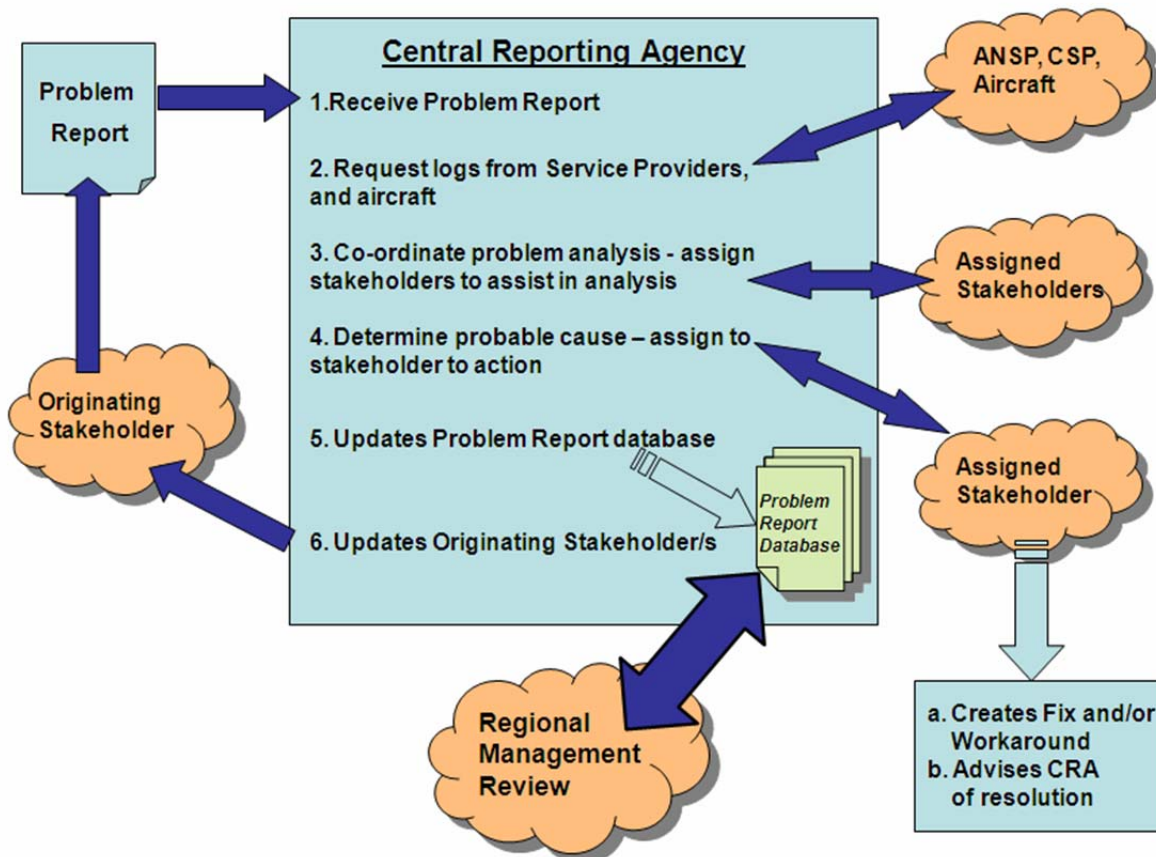 Central Reporting Agency
1.Receive Problem Report
2. Request logs from Service Providers,
and aircraft
3. Co-ordinate problem analysis - assign
stakeholders to assist in analysis
4. Determine probable cause – assign to
stakeholder to action
5. Updates Problem Report database
6. Updates Originating Stakeholder/s
Problem
Report
Database
Problem
Report
Originating
Stakeholder
ANSP, CSP,
Aircraft
Assigned
Stakeholders
Assigned
Stakeholder
a. Creates Fix and/or
Workaround
b. Advises CRA
of resolution
Regional
Management
Review